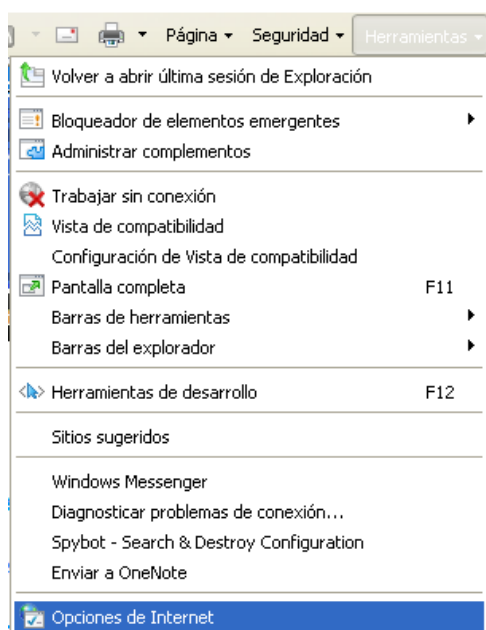 Página Seguridad Herramientas
Volver a abrir última sesión de Exploración
Bloqueador de elementos emergentes
Administrar complementos
Trabajar sin conexión
Vista de compatibilidad
Configuración de Vista de compatibilidad
Pantalla completa F11
Barras de herramientas
Barras del explorador
Herramientas de desarrollo F12
Sitios sugeridos
Windows Messenger
Diagnosticar problemas de conexión...
Spybot - Search & Destroy Configuration
Enviar a OneNote
Opciones de Internet